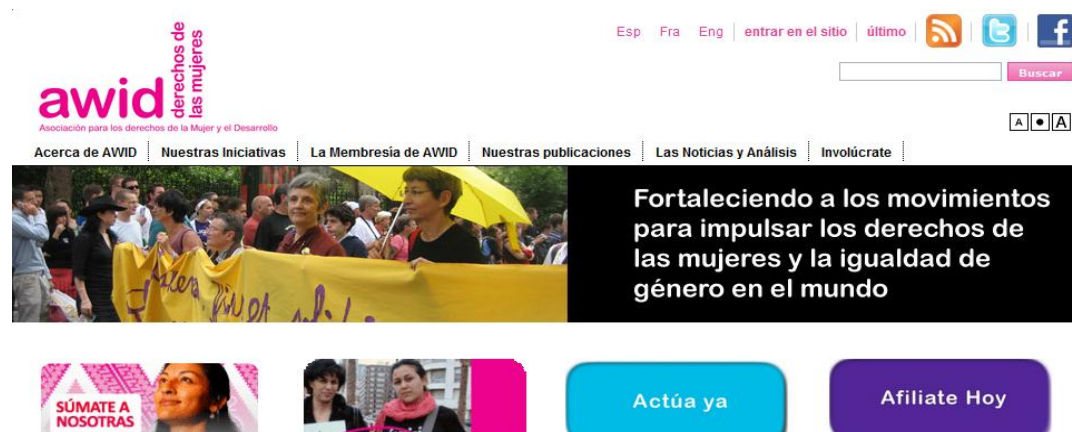 Esp Fra Eng entrar en el sitio último
derechos de
las mujeres
awid
Asociación para los derechos de la Mujer y el Desarrollo
Buscar
A A
Acerca de AWID Nuestras Iniciativas La Membresía de AWID Nuestras publicaciones Las Noticias y Análisis Involúcrate
Fortaleciendo a los movimientos
para impulsar los derechos de
las mujeres y la igualdad de
género en el mundo
SÚMATE A
NOSOTRAS
Actúa ya
Afiliate Hoy